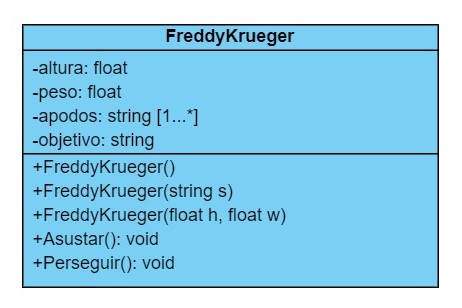 FreddyKrueger
-altura: float
-peso: float
-apodos: string [1...*]
-objetivo: string
+FreddyKrueger()
+FreddyKrueger(string s)
+FreddyKrueger(float h, float w)
+Asustar(): void
+Perseguir(): void